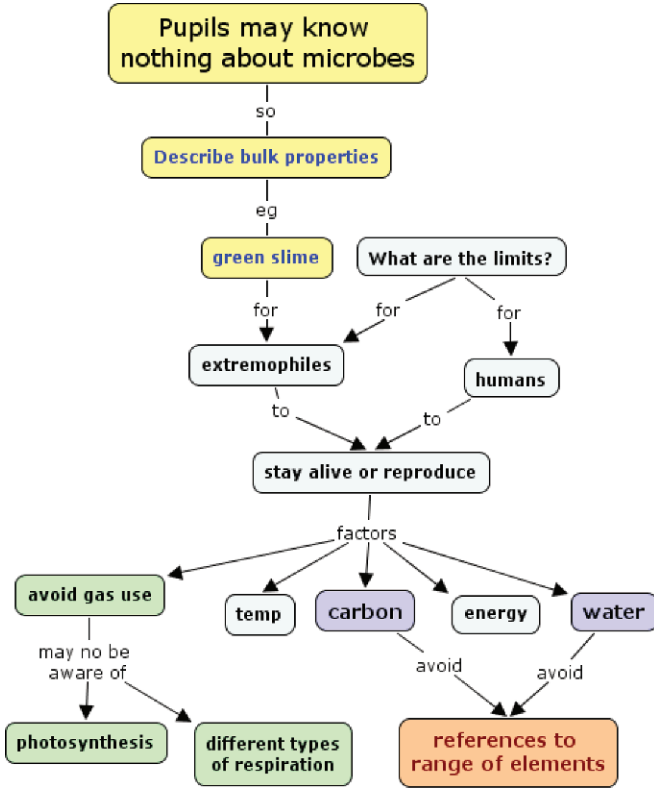 Pupils may know
nothing about microbes
so
Describe bulk properties
eg
green slime
What are the limits?
for
for
for
extremophiles
humans
to
to
stay alive or reproduce
factors
avoid gas use
temp
carbon
energy
water
may no be
aware of
avoid
avoid
photosynthesis
different types
of respiration
references to
range of elements